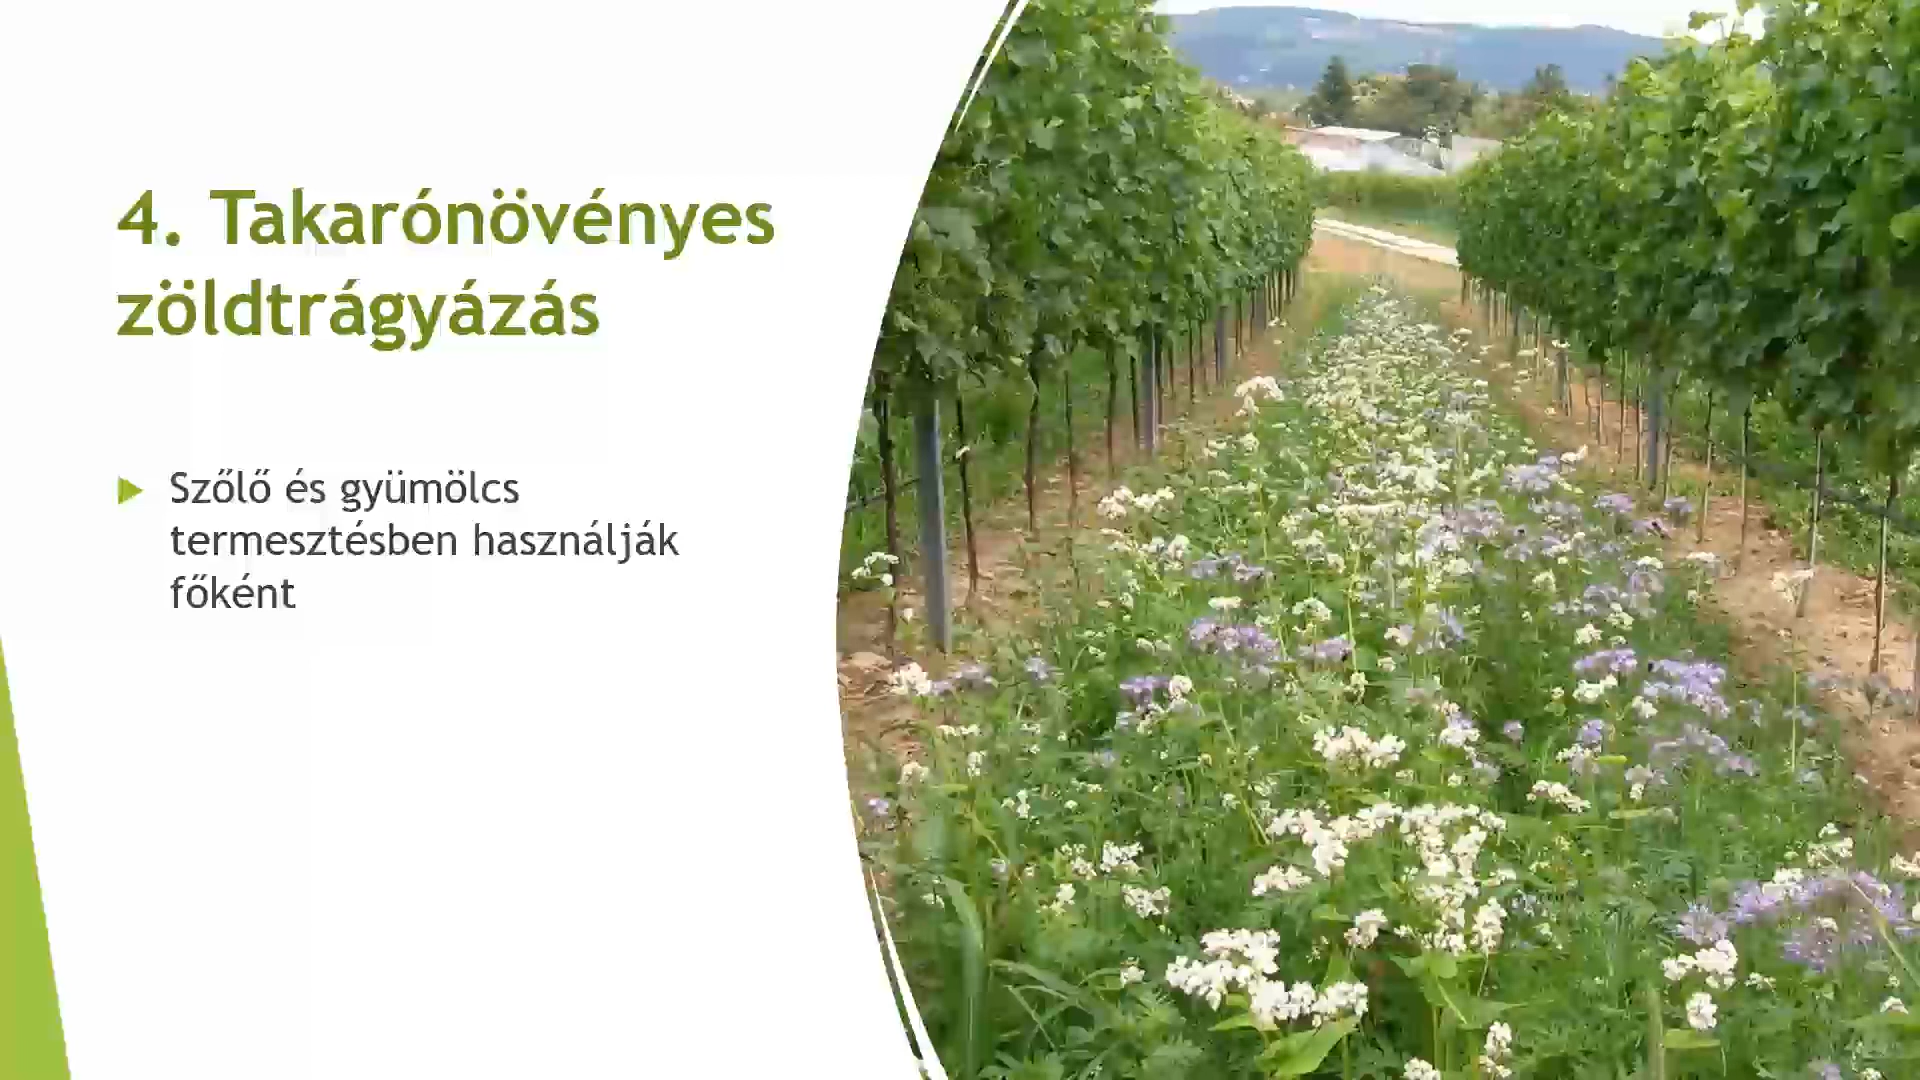 4. Takarónövényes
zöldtrágyázás
Szőlő és gyümölcs
termesztésben használják
főként